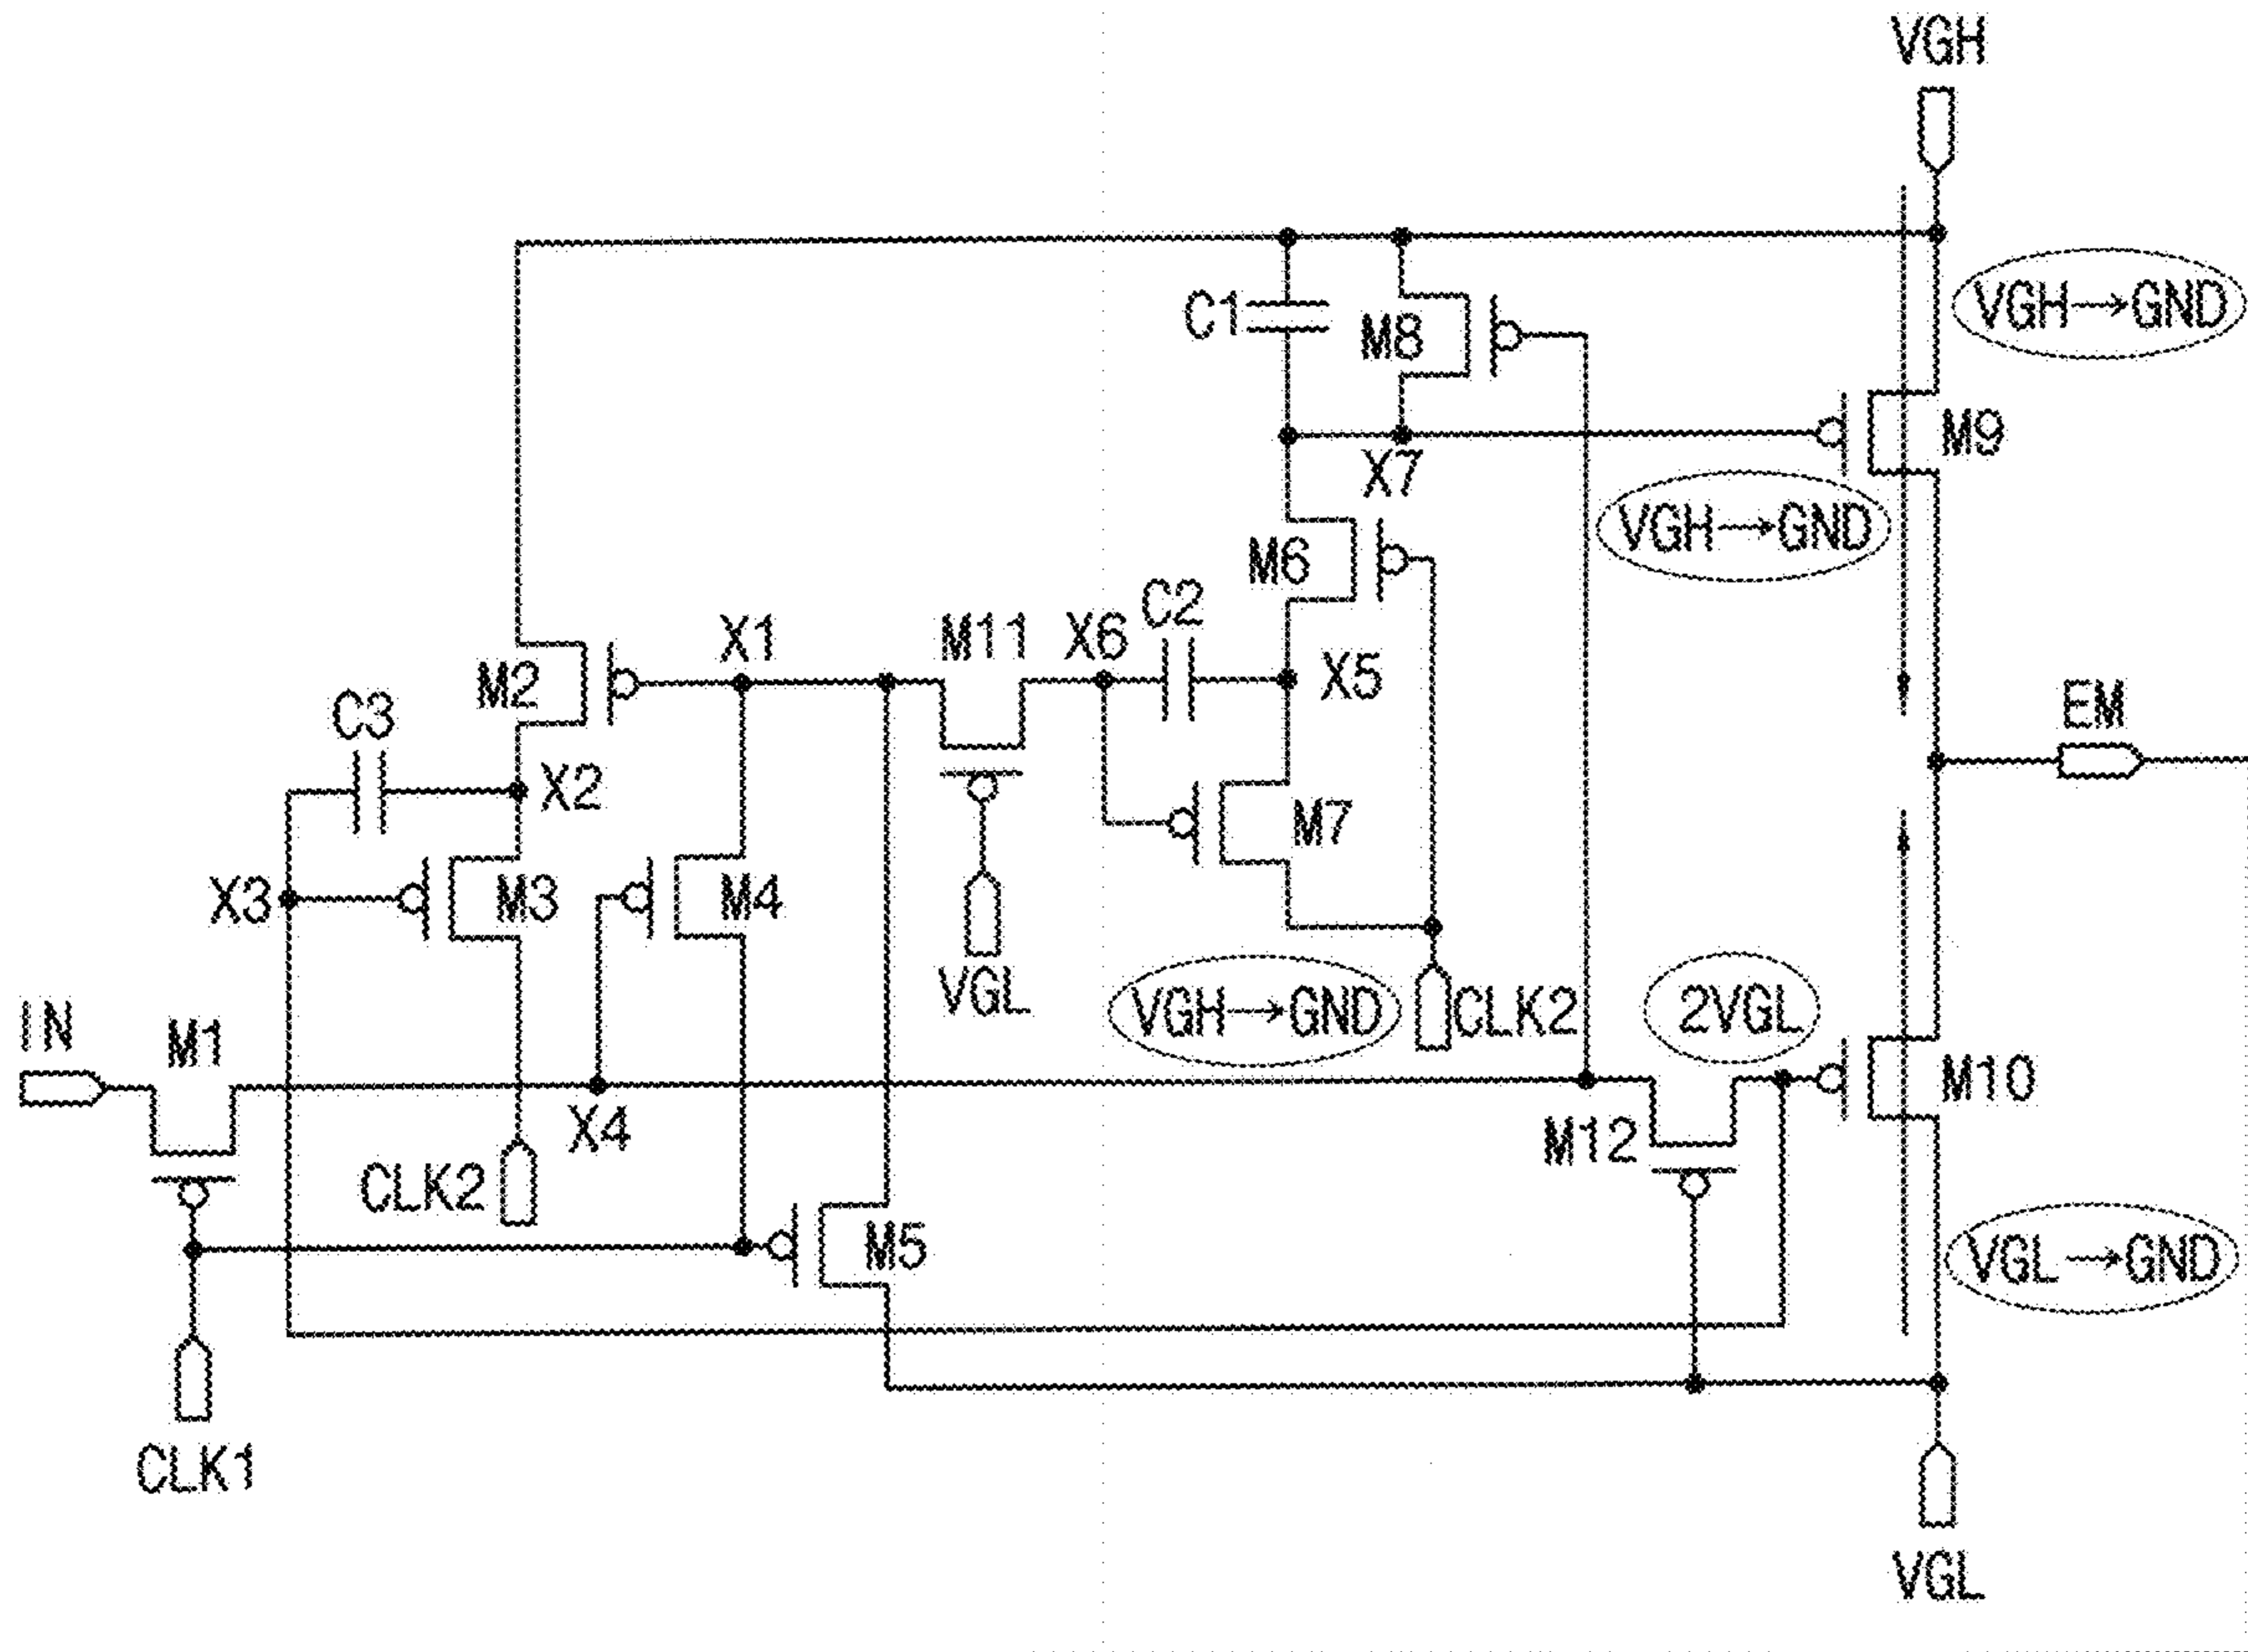 VGH
VGH→GND
C1
M8
M9
X7
VGH→GND
M6
C2
X1
M11
X6
X5
M2
C3
EM
X2
M7
X3
M3
M4
VGL
VGH→GND
CLK2
2VGL
IN
M1
M10
X4
M12
CLK2
M5
VGL→GND
CLK1
VGL